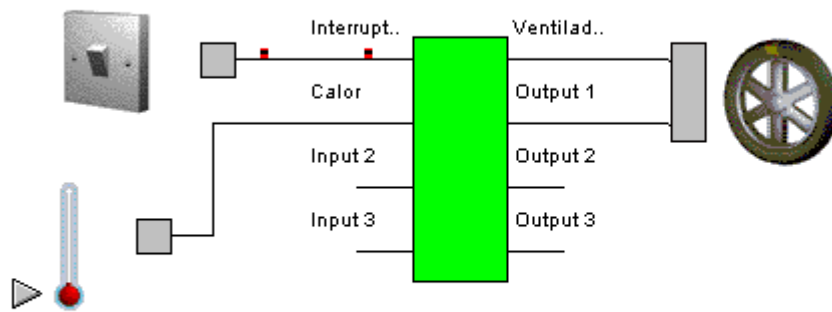 Interrupt..
Ventilad..
Calor
Output 1
Input 2
Output 2
Input 3
Output 3